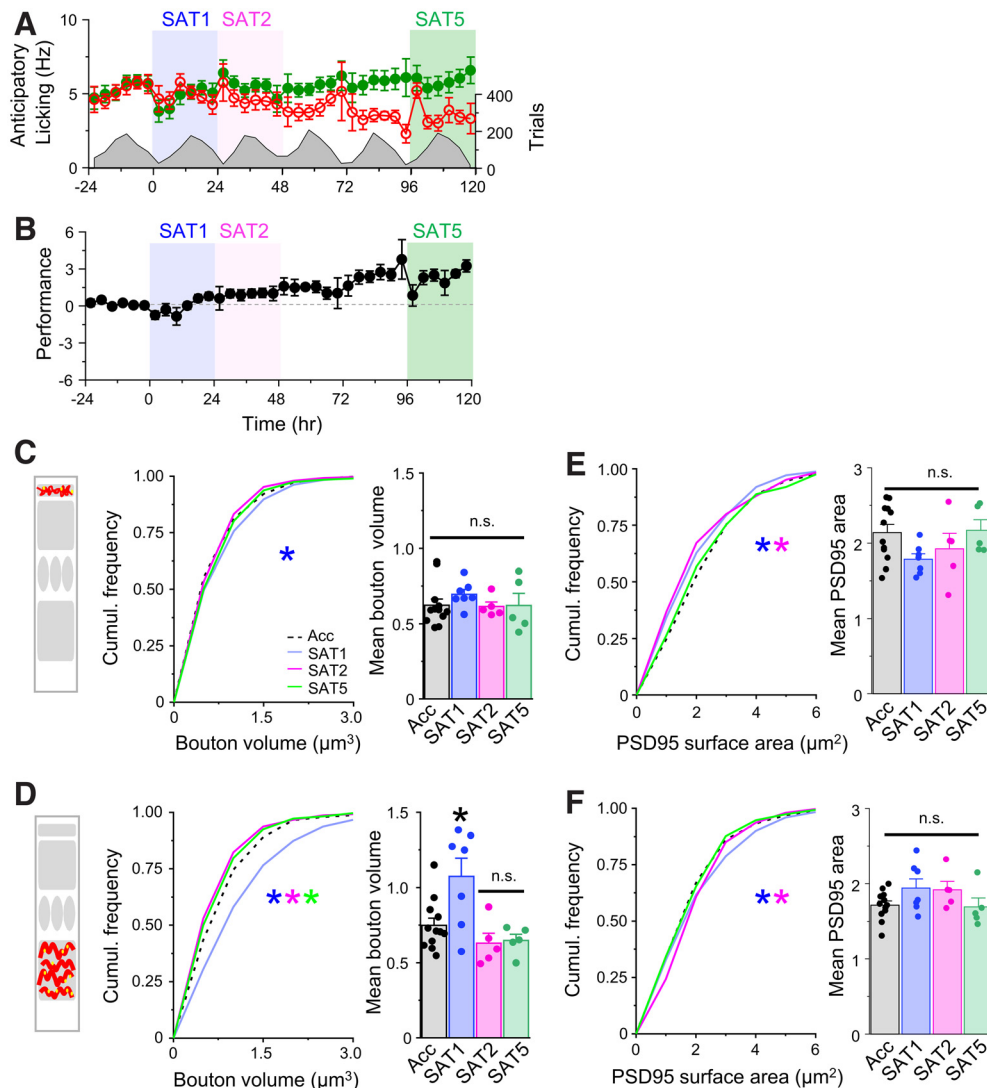 A
SAT1 SAT2 SAT5
Anticipatory
Licking (Hz)
10
5
0
400
200
0
Trials
-24 0 24 48 72 96 120
B
SAT1 SAT2 SAT5
Performance
6
3
0
-3
-6
-24 0 24 48 72 96 120
Time (hr)
C
Cumul. frequency
1.00
0.75
0.50
0.25
0
*
Acc
SAT1
SAT2
SAT5
0 1.5 3.0
Bouton volume (µm³)
Mean bouton volume
1.5
1.0
0.5
0
n.s.
Acc SAT1 SAT2 SAT5
E
Cumul. frequency
1.00
0.75
0.50
0.25
0
**
0 2 4 6
PSD95 surface area (µm²)
Mean PSD95 area
3
2
1
0
n.s.
Acc SAT1 SAT2 SAT5
D
Cumul. frequency
1.00
0.75
0.50
0.25
0
***
0 1.5 3.0
Bouton volume (µm³)
Mean bouton volume
1.5
1.0
0.5
0
*
n.s.
Acc SAT1 SAT2 SAT5
F
Cumul. frequency
1.00
0.75
0.50
0.25
0
**
0 2 4 6
PSD95 surface area (µm²)
Mean PSD95 area
3
2
1
0
n.s.
Acc SAT1 SAT2 SAT5